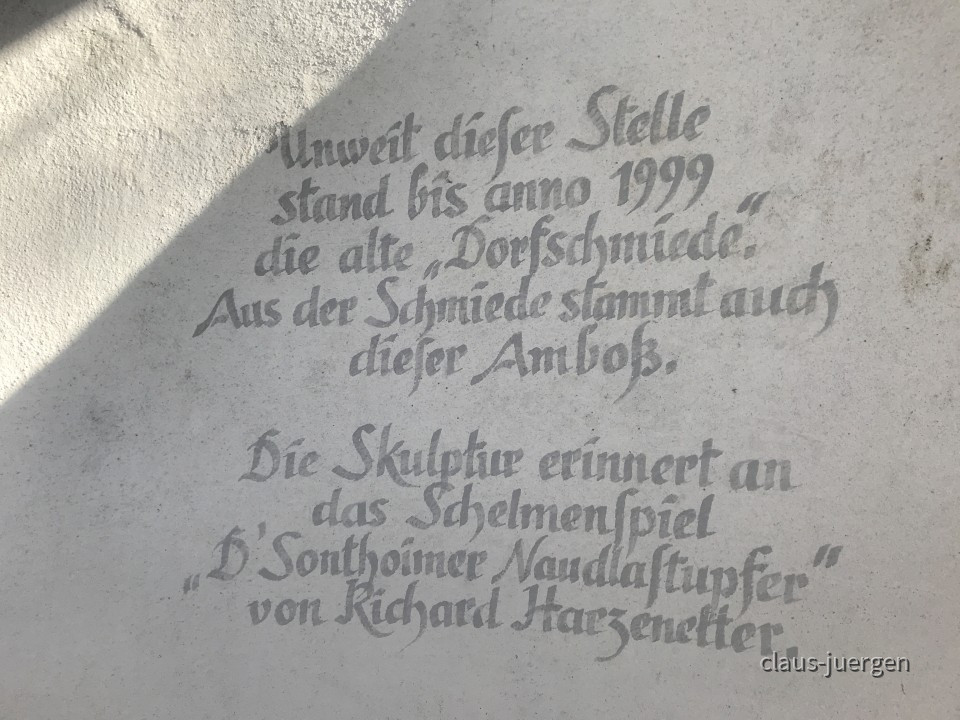 Unweit dieſer Stelle
stand bis anno 1999
die alte „Dorfschmiede“.
Aus der Schmiede stammt auch
dieſer Amboß.
Die Skulptur erinnert an
das Schelmenſpiel
„D'Sonthoimer Naudlaſtupfer“
von Richard Harzenetter.
claus-juergen